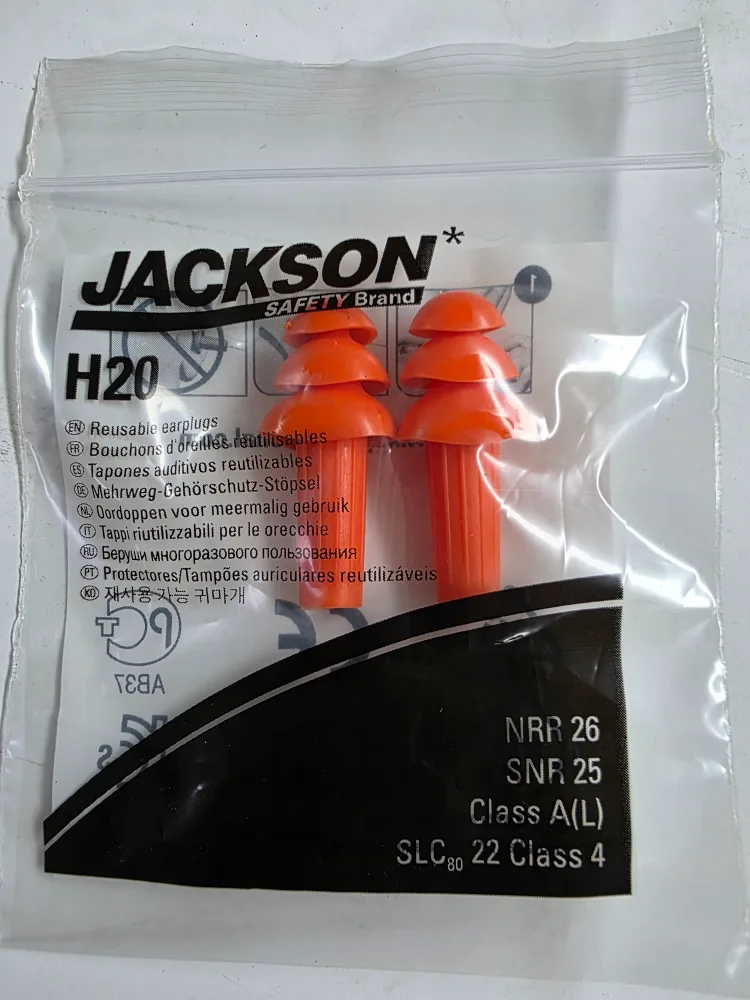 JACKSON*
SAFETY Brand
1
H20
EN Reusable earplugs
FR Bouchons d'oreilles réutilisables
ES Tapones auditivos reutilizables
DE Mehrweg-Gehörschutz-Stöpsel
NL Oordoppen voor meermalig gebruik
IT Tappi riutilizzabili per le orecchie
RU Беруши многоразового пользования
PT Protectores/Tampões auriculares reutilizáveis
KO 재사용가능 귀마개
AB37
NRR 26
SNR 25
Class A(L)
SLC80 22 Class 4